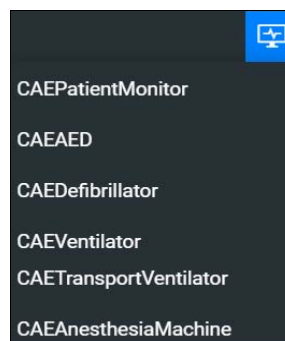 CAEPatientMonitor
CAEAED
CAEDefibrillator
CAEVentilator
CAETransportVentilator
CAEAnesthesiaMachine